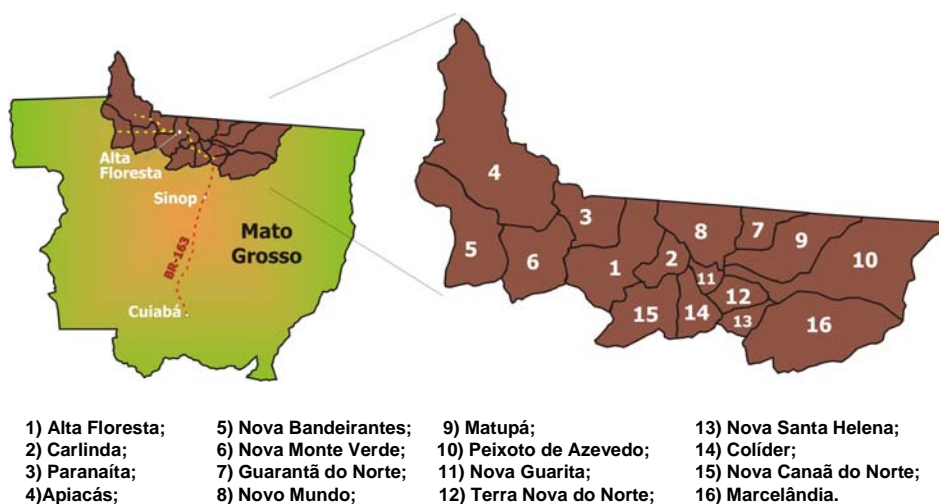 Alta
Floresta
Sinop
BR-163
Mato
Grosso
Cuiabá
4
3
8
7
9
5
6
1
2
11
10
12
15
14
13
16
1) Alta Floresta; 5) Nova Bandeirantes; 9) Matupá; 13) Nova Santa Helena;
2) Carlinda; 6) Nova Monte Verde; 10) Peixoto de Azevedo; 14) Colíder;
3) Paranaíta; 7) Guarantã do Norte; 11) Nova Guarita; 15) Nova Canaã do Norte;
4)Apiacás; 8) Novo Mundo; 12) Terra Nova do Norte; 16) Marcelândia.